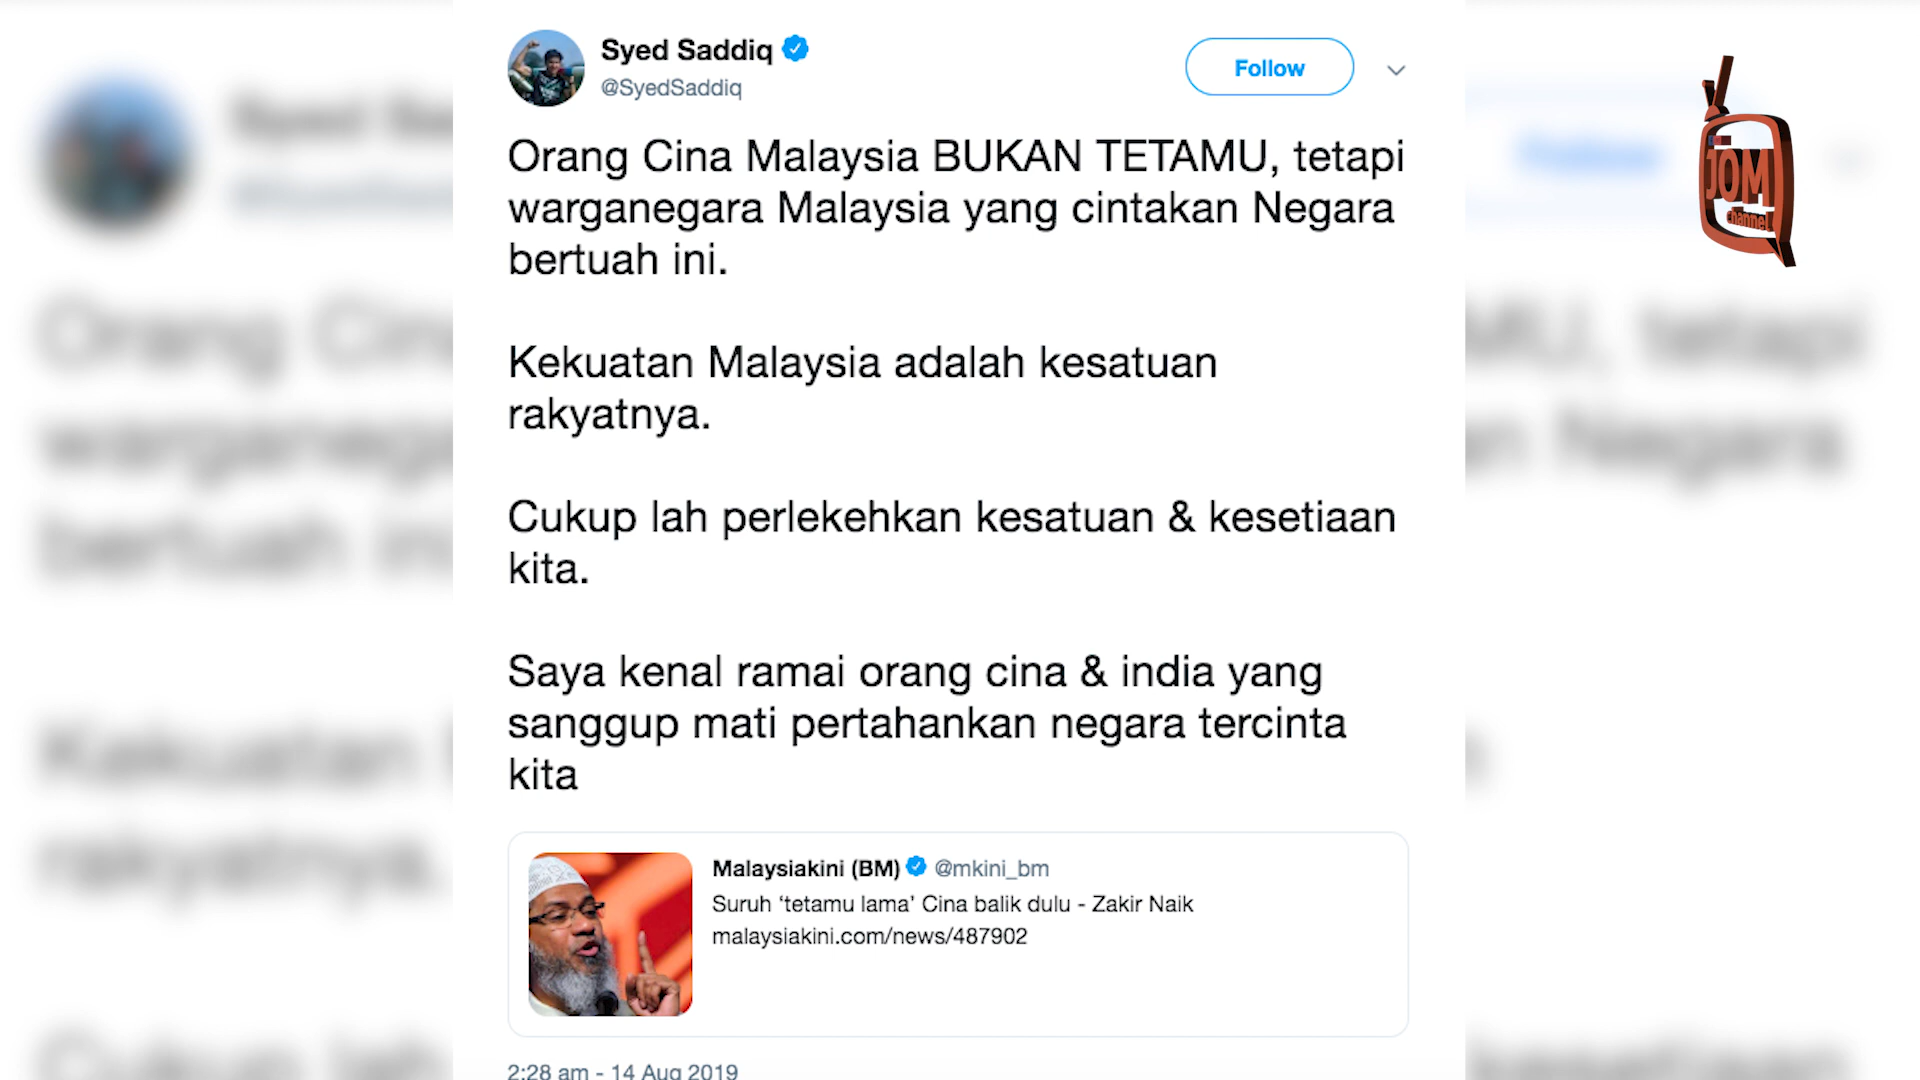 Syed Saddiq
@SyedSaddiq
Follow
Orang Cina Malaysia BUKAN TETAMU, tetapi
warganegara Malaysia yang cintakan Negara
bertuah ini.
Kekuatan Malaysia adalah kesatuan
rakyatnya.
Cukup lah perlekehkan kesatuan & kesetiaan
kita.
Saya kenal ramai orang cina & india yang
sanggup mati pertahankan negara tercinta
kita
Malaysiakini (BM) @mkini_bm
Suruh ‘tetamu lama’ Cina balik dulu - Zakir Naik
malaysiakini.com/news/487902
2:28 am - 14 Aug 2019
JOM
channel